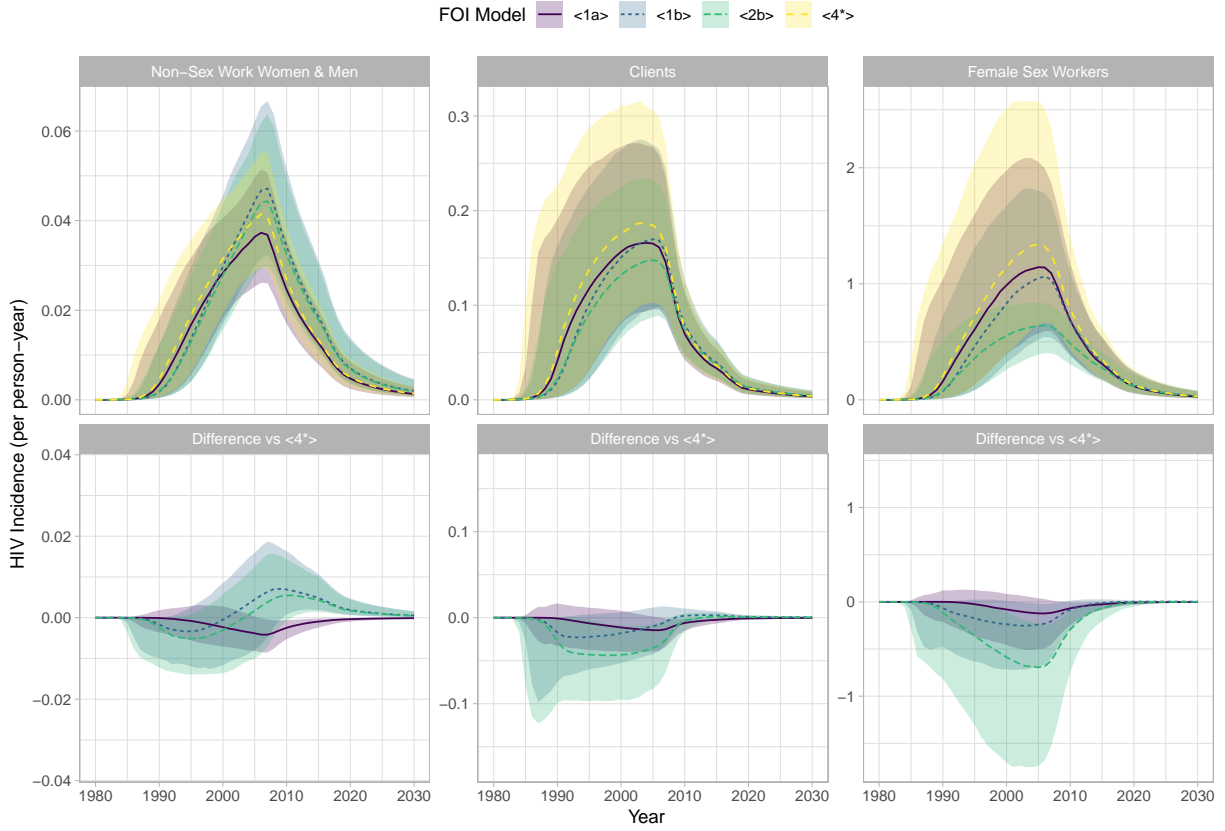 FOI Model <1a> <1b> <2b> <4*>
Non−Sex Work Women & Men
Clients
Female Sex Workers
0.06
0.04
0.02
0.00
0.3
0.2
0.1
0.0
2
1
0
HIV Incidence (per person−year)
Difference vs <4*>
Difference vs <4*>
Difference vs <4*>
0.04
0.02
0.00
−0.02
−0.04
0.1
0.0
−0.1
1
0
−1
1980 1990 2000 2010 2020 2030
1980 1990 2000 2010 2020 2030
1980 1990 2000 2010 2020 2030
Year